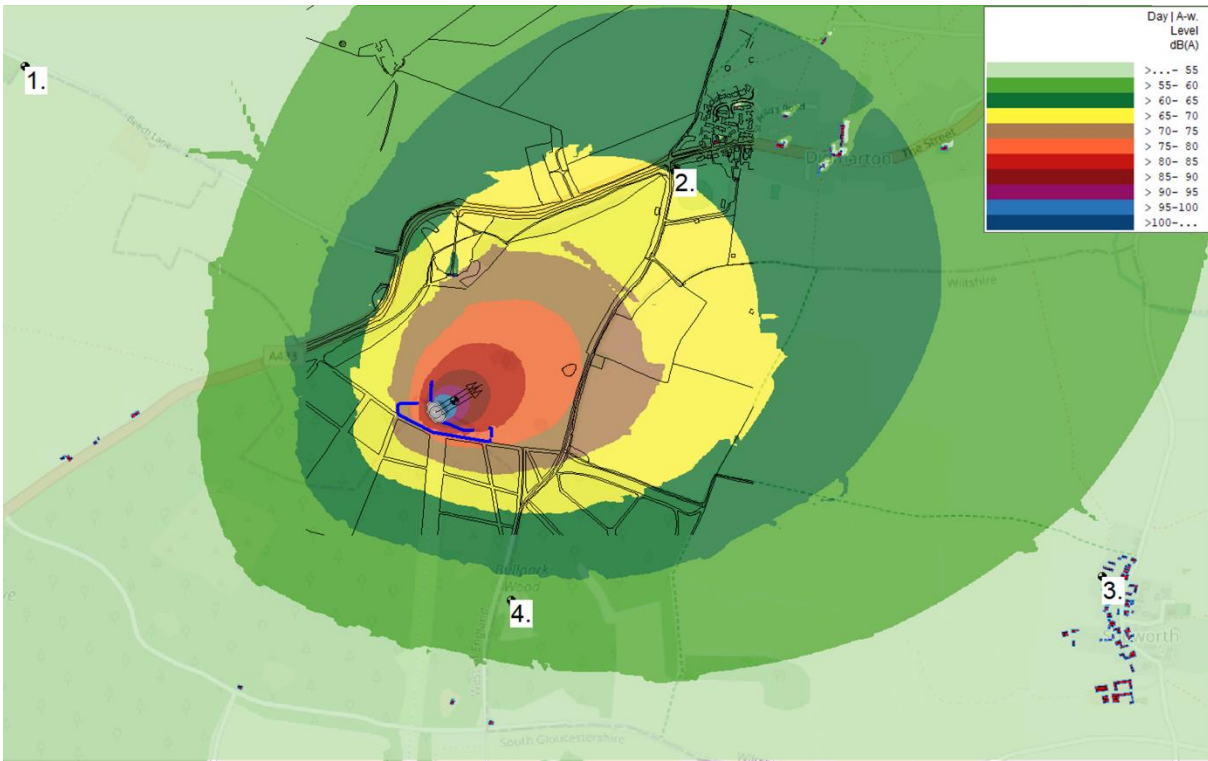 Day | A-w.
Level
dB(A)
>...- 55
> 55- 60
> 60- 65
> 65- 70
> 70- 75
> 75- 80
> 80- 85
> 85- 90
> 90- 95
> 95-100
>100-...
1.
Beech Lane
2.
The Street
Wiltshire
A433
Bullpark
Wood
3.
4.
South Gloucestershire